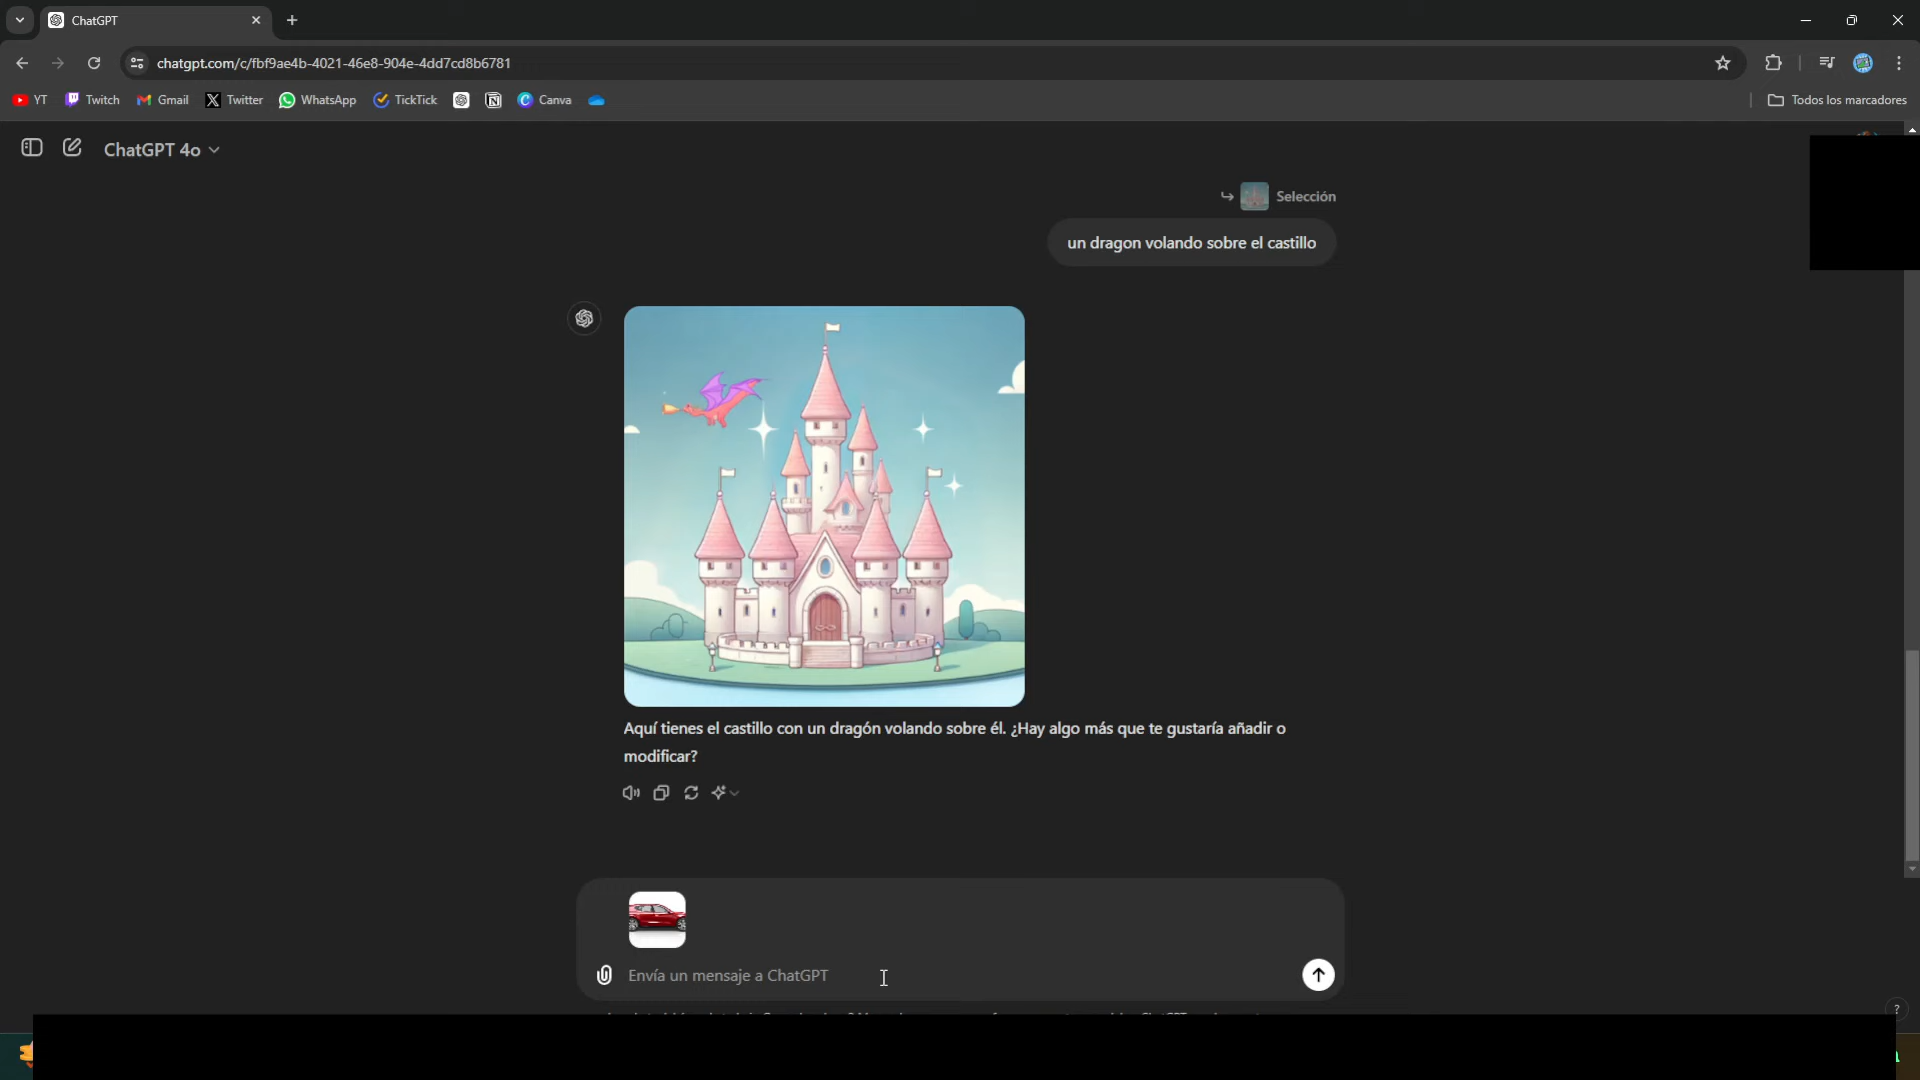 ChatGPT
chatgpt.com/c/fbf9ae4b-4021-46e8-904e-4dd7cd8b6781
YT
Twitch
Gmail
Twitter
WhatsApp
TickTick
Canva
Todos los marcadores
ChatGPT 4o
Selección
un dragon volando sobre el castillo
Aquí tienes el castillo con un dragón volando sobre él. ¿Hay algo más que te gustaría añadir o
modificar?
Envía un mensaje a ChatGPT
?